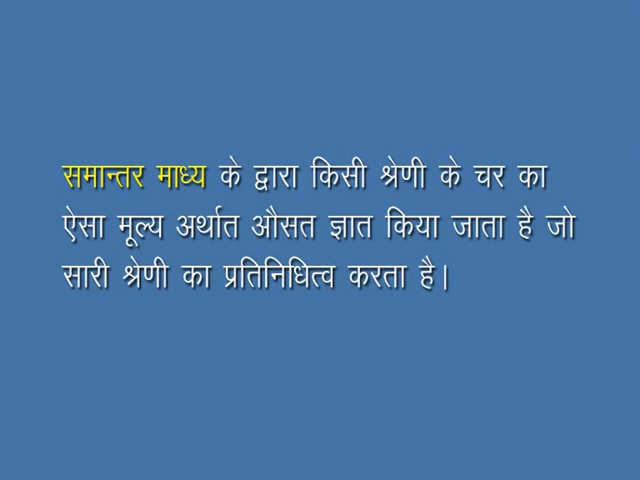 समान्तर माध्य के द्वारा किसी श्रेणी के चर का
ऐसा मूल्य अर्थात औसत ज्ञात किया जाता है जो
सारी श्रेणी का प्रतिनिधित्व करता है।